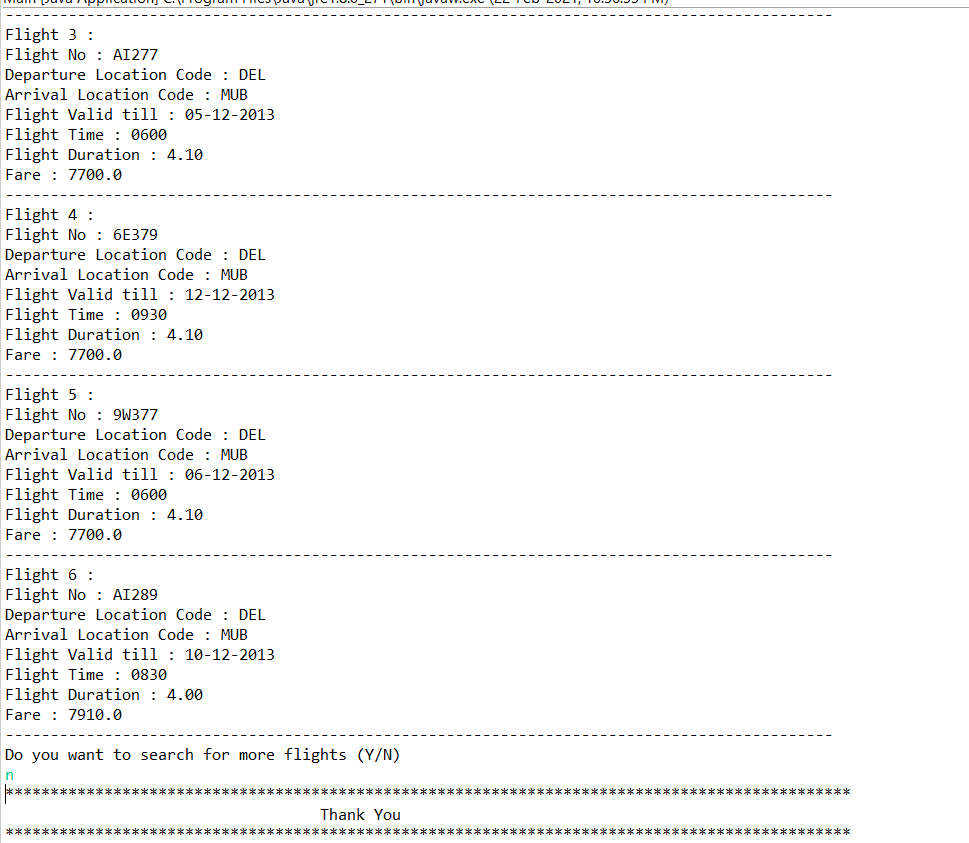 Main [Java Application] C:\Program Files\Java\jre1.8.0_271\bin\javaw.exe (22-Feb-2021, 10:56:55 PM)
--------------------------------------------------------------------------------------------
Flight 3 :
Flight No : AI277
Departure Location Code : DEL
Arrival Location Code : MUB
Flight Valid till : 05-12-2013
Flight Time : 0600
Flight Duration : 4.10
Fare : 7700.0
--------------------------------------------------------------------------------------------
Flight 4 :
Flight No : 6E379
Departure Location Code : DEL
Arrival Location Code : MUB
Flight Valid till : 12-12-2013
Flight Time : 0930
Flight Duration : 4.10
Fare : 7700.0
--------------------------------------------------------------------------------------------
Flight 5 :
Flight No : 9W377
Departure Location Code : DEL
Arrival Location Code : MUB
Flight Valid till : 06-12-2013
Flight Time : 0600
Flight Duration : 4.10
Fare : 7700.0
--------------------------------------------------------------------------------------------
Flight 6 :
Flight No : AI289
Departure Location Code : DEL
Arrival Location Code : MUB
Flight Valid till : 10-12-2013
Flight Time : 0830
Flight Duration : 4.00
Fare : 7910.0
--------------------------------------------------------------------------------------------
Do you want to search for more flights (Y/N)
n
**********************************************************************************************
Thank You
**********************************************************************************************